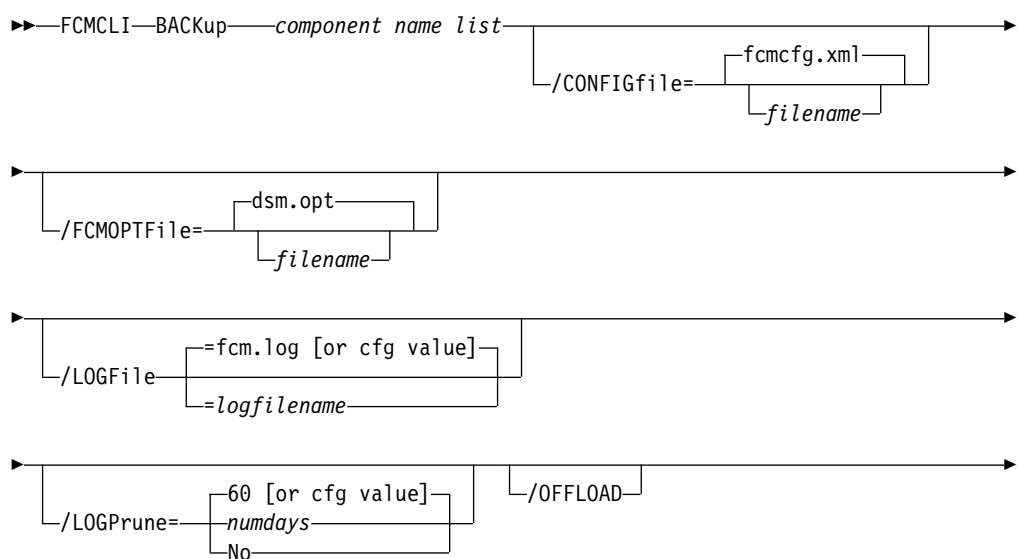 FCMCLI BACKup component name list
fcmcfg.xml
/CONFIGfile=
filename
dsm.opt
/FCMOPTFile=
filename
=fcm.log [or cfg value]
/LOGFile
=logfilename
60 [or cfg value]
/OFFLOAD
/LOGPrune=
numdays
No